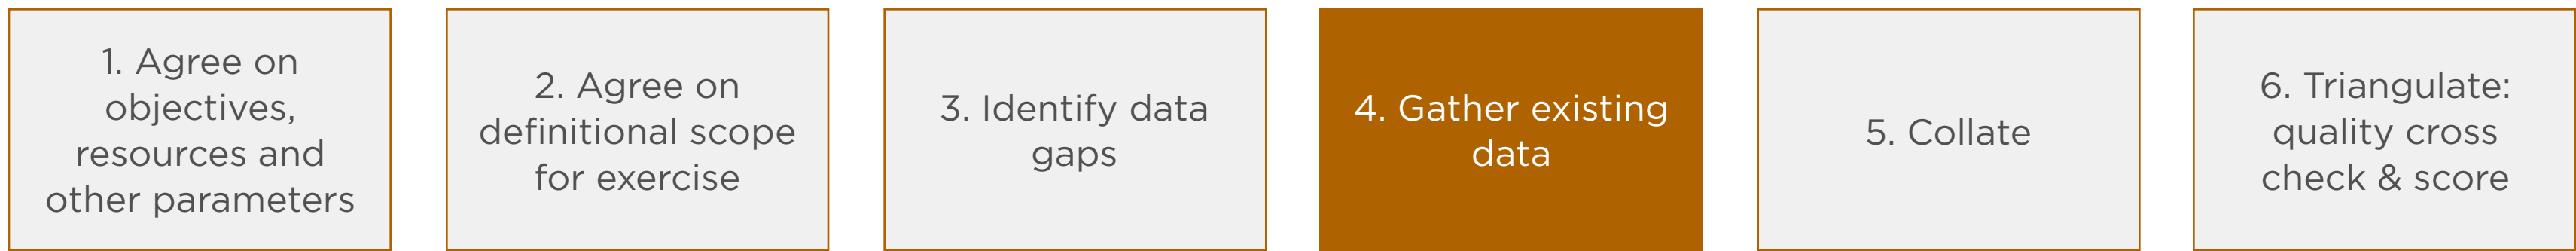 1. Agree on
objectives,
resources and
other parameters
2. Agree on
definitional scope
for exercise
3. Identify data
gaps
4. Gather existing
data
5. Collate
6. Triangulate:
quality cross
check & score